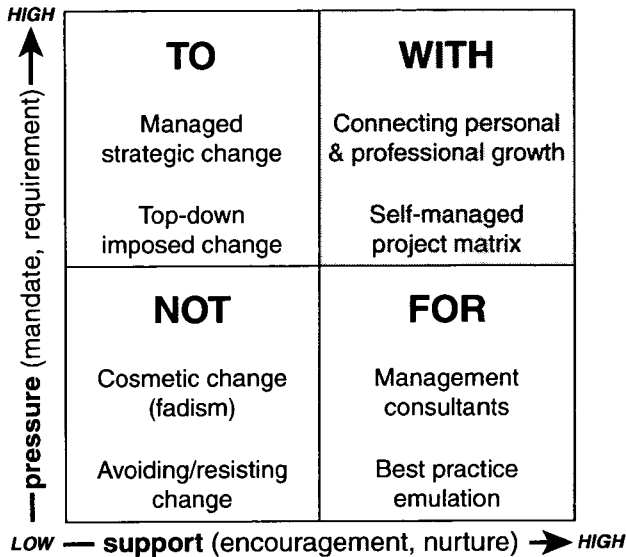 HIGH
TO
Managed
strategic change
Top-down
imposed change
WITH
Connecting personal
& professional growth
Self-managed
project matrix
NOT
Cosmetic change
(fadism)
Avoiding/resisting
change
FOR
Management
consultants
Best practice
emulation
pressure (mandate, requirement)
LOW — support (encouragement, nurture) → HIGH